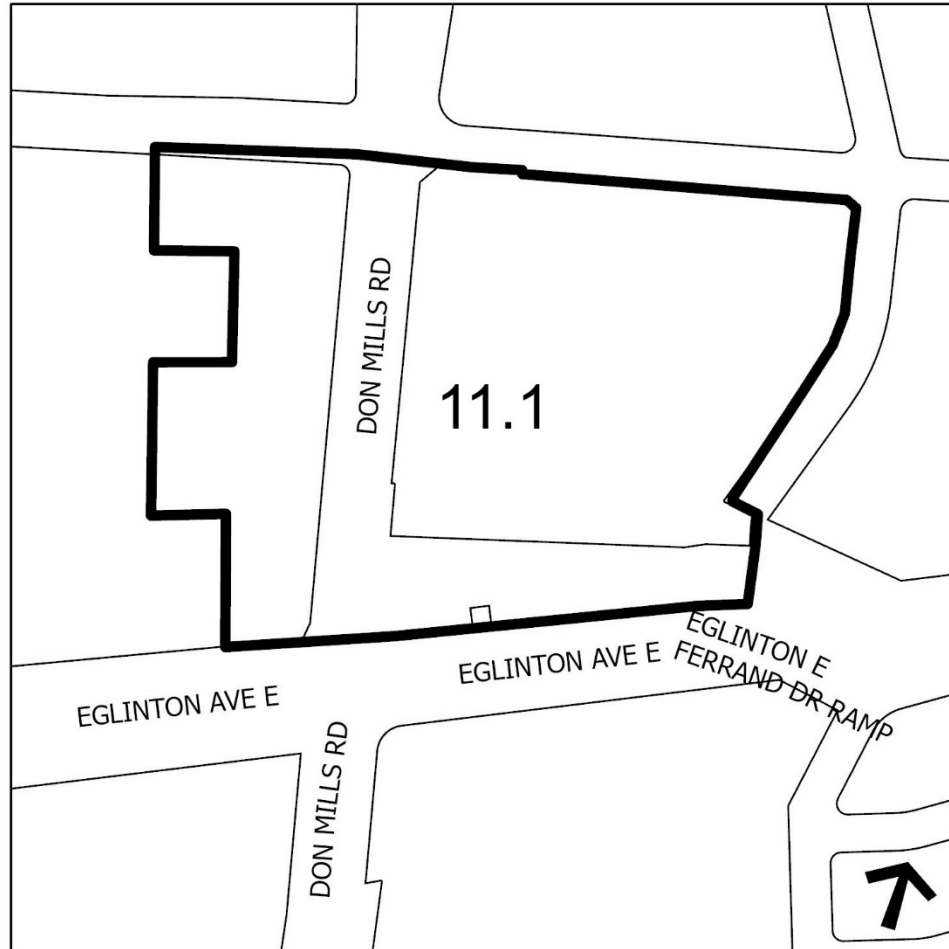 DON MILLS RD
11.1
EGLINTON AVE E
EGLINTON AVE E
EGLINTON E
FERRAND DR RAMP
DON MILLS RD